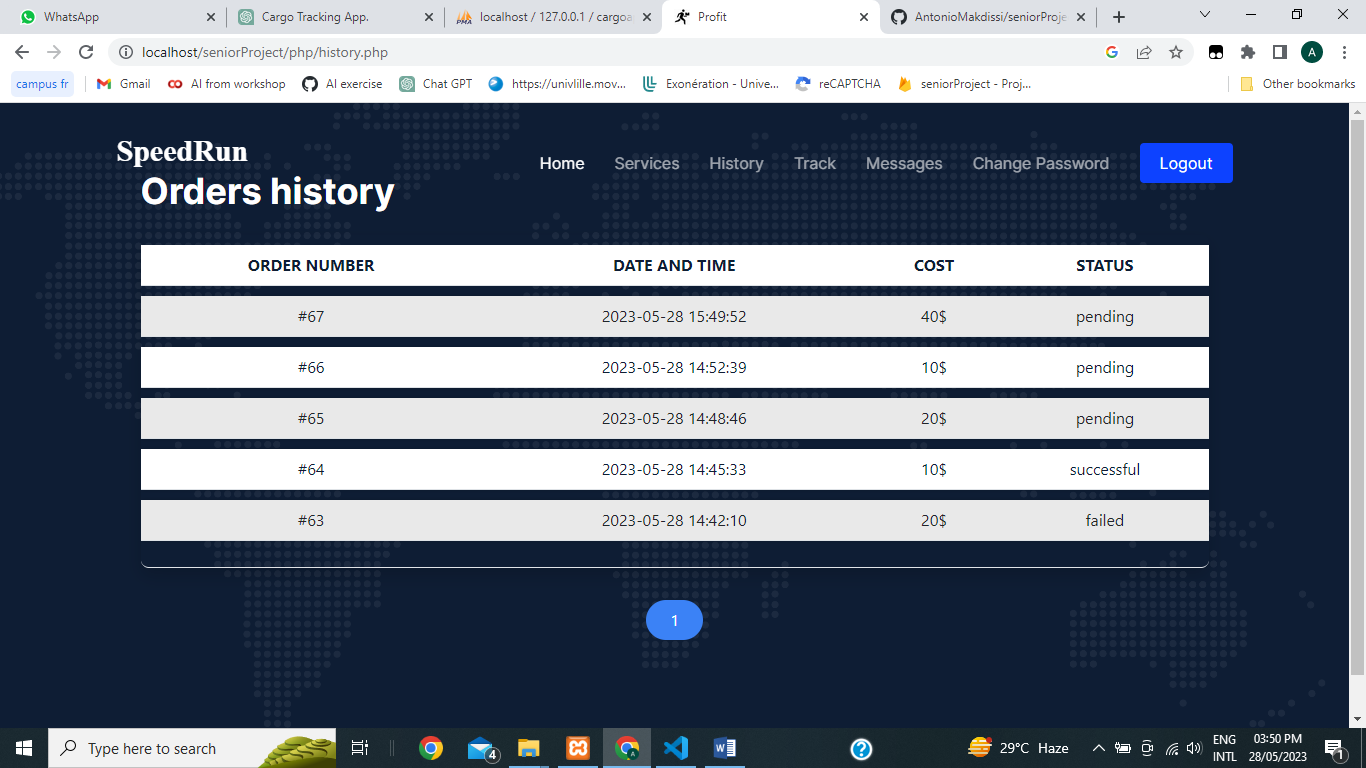 WhatsApp
Cargo Tracking App.
localhost / 127.0.0.1 / cargoa
Profit
AntonioMakdissi/seniorProje
localhost/seniorProject/php/history.php
A
campus fr
Gmail
AI from workshop
AI exercise
Chat GPT
https://univlille.mov...
Exonération - Unive...
reCAPTCHA
seniorProject - Proj...
Other bookmarks
SpeedRun
Home Services History Track Messages Change Password Logout
Orders history
ORDER NUMBER DATE AND TIME COST STATUS
#67 2023-05-28 15:49:52 40$ pending
#66 2023-05-28 14:52:39 10$ pending
#65 2023-05-28 14:48:46 20$ pending
#64 2023-05-28 14:45:33 10$ successful
#63 2023-05-28 14:42:10 20$ failed
1
Type here to search
4
29°C Haze
ENG
INTL
03:50 PM
28/05/2023
1